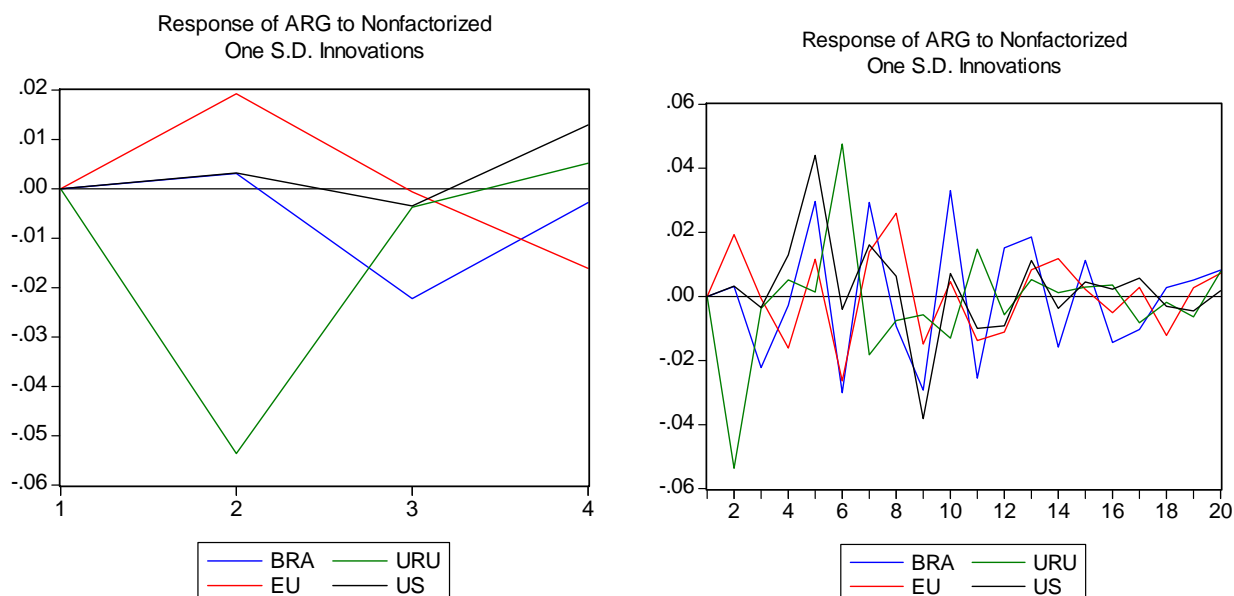 Response of ARG to Nonfactorized
One S.D. Innovations
.02
.01
.00
-.01
-.02
-.03
-.04
-.05
-.06
1 2 3 4
BRA URU
EU US
Response of ARG to Nonfactorized
One S.D. Innovations
.06
.04
.02
.00
-.02
-.04
-.06
2 4 6 8 10 12 14 16 18 20
BRA URU
EU US